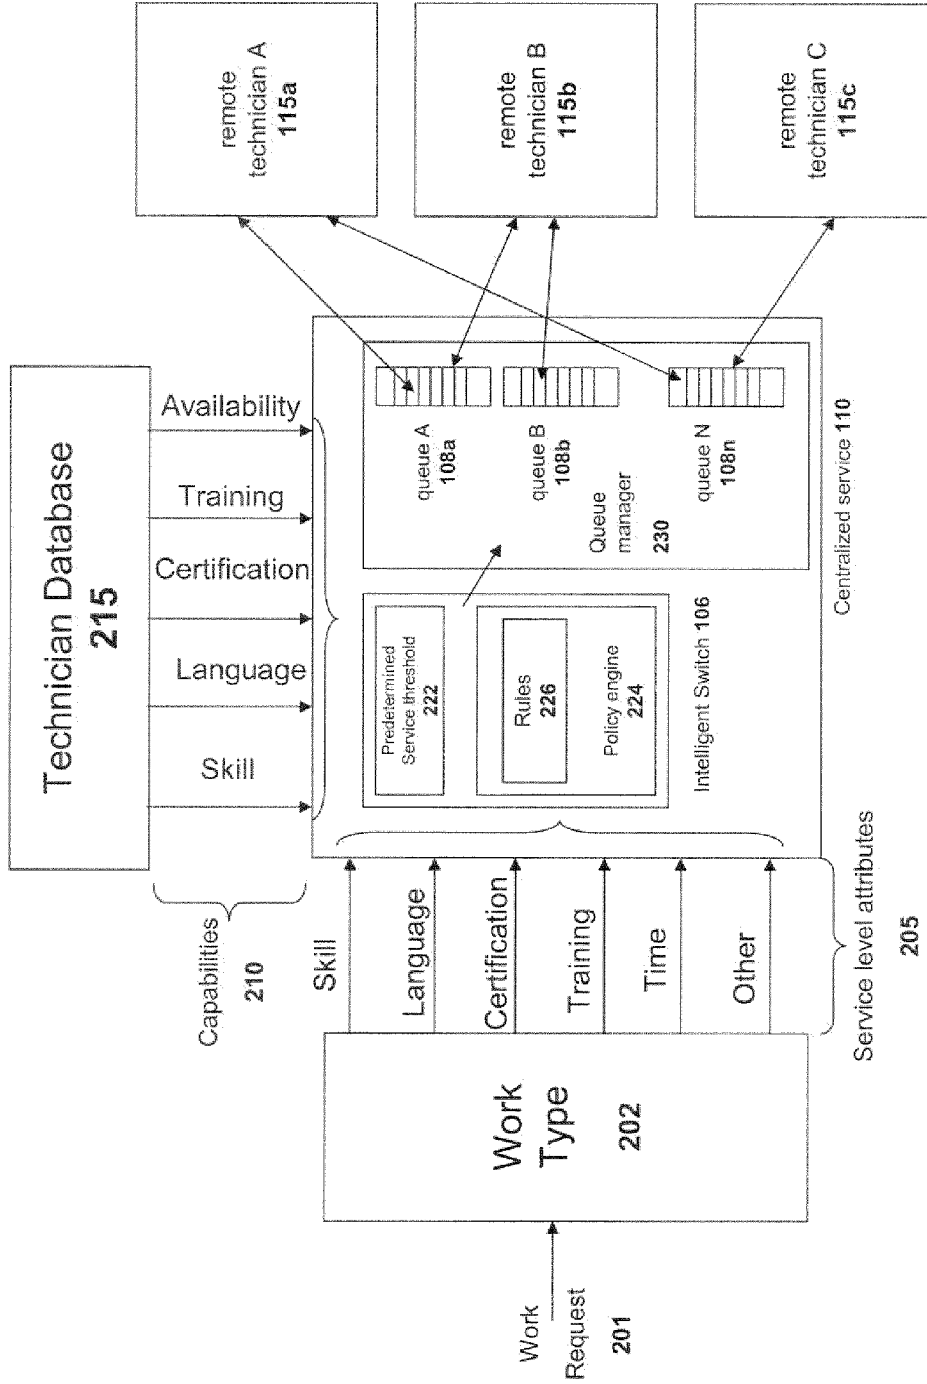 Technician Database
215
Capabilities
210
Skill
Language
Certification
Training
Availability
Work
Request
201
Work
Type
202
Skill
Language
Certification
Training
Time
Other
Service level attributes
205
Predetermined
Service threshold
222
Rules
226
Policy engine
224
Intelligent Switch 106
queue A
108a
queue B
108b
queue N
108n
Queue
manager
230
Centralized service 110
remote
technician A
115a
remote
technician B
115b
remote
technician C
115c